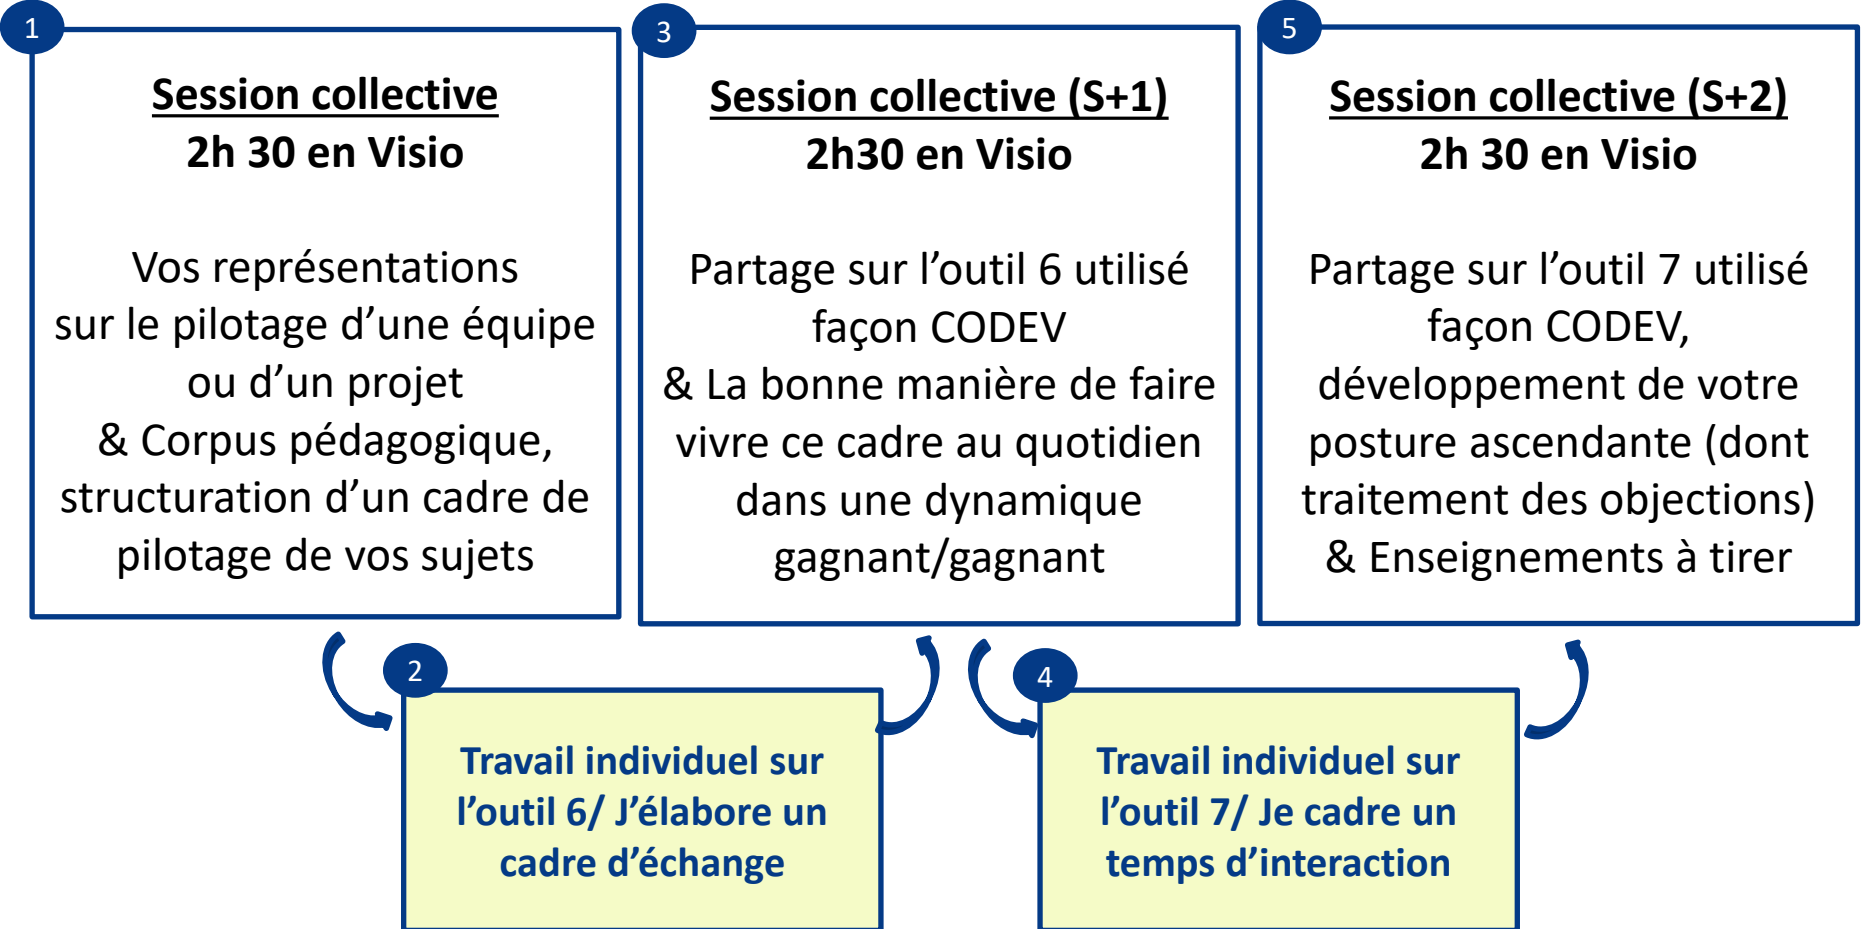 1
Session collective
2h 30 en Visio
Vos représentations
sur le pilotage d’une équipe
ou d’un projet
& Corpus pédagogique,
structuration d’un cadre de
pilotage de vos sujets
2
Travail individuel sur
l’outil 6/ J’élabore un
cadre d’échange
3
Session collective (S+1)
2h30 en Visio
Partage sur l’outil 6 utilisé
façon CODEV
& La bonne manière de faire
vivre ce cadre au quotidien
dans une dynamique
gagnant/gagnant
4
Travail individuel sur
l’outil 7/ Je cadre un
temps d’interaction
5
Session collective (S+2)
2h 30 en Visio
Partage sur l’outil 7 utilisé
façon CODEV,
développement de votre
posture ascendante (dont
traitement des objections)
& Enseignements à tirer